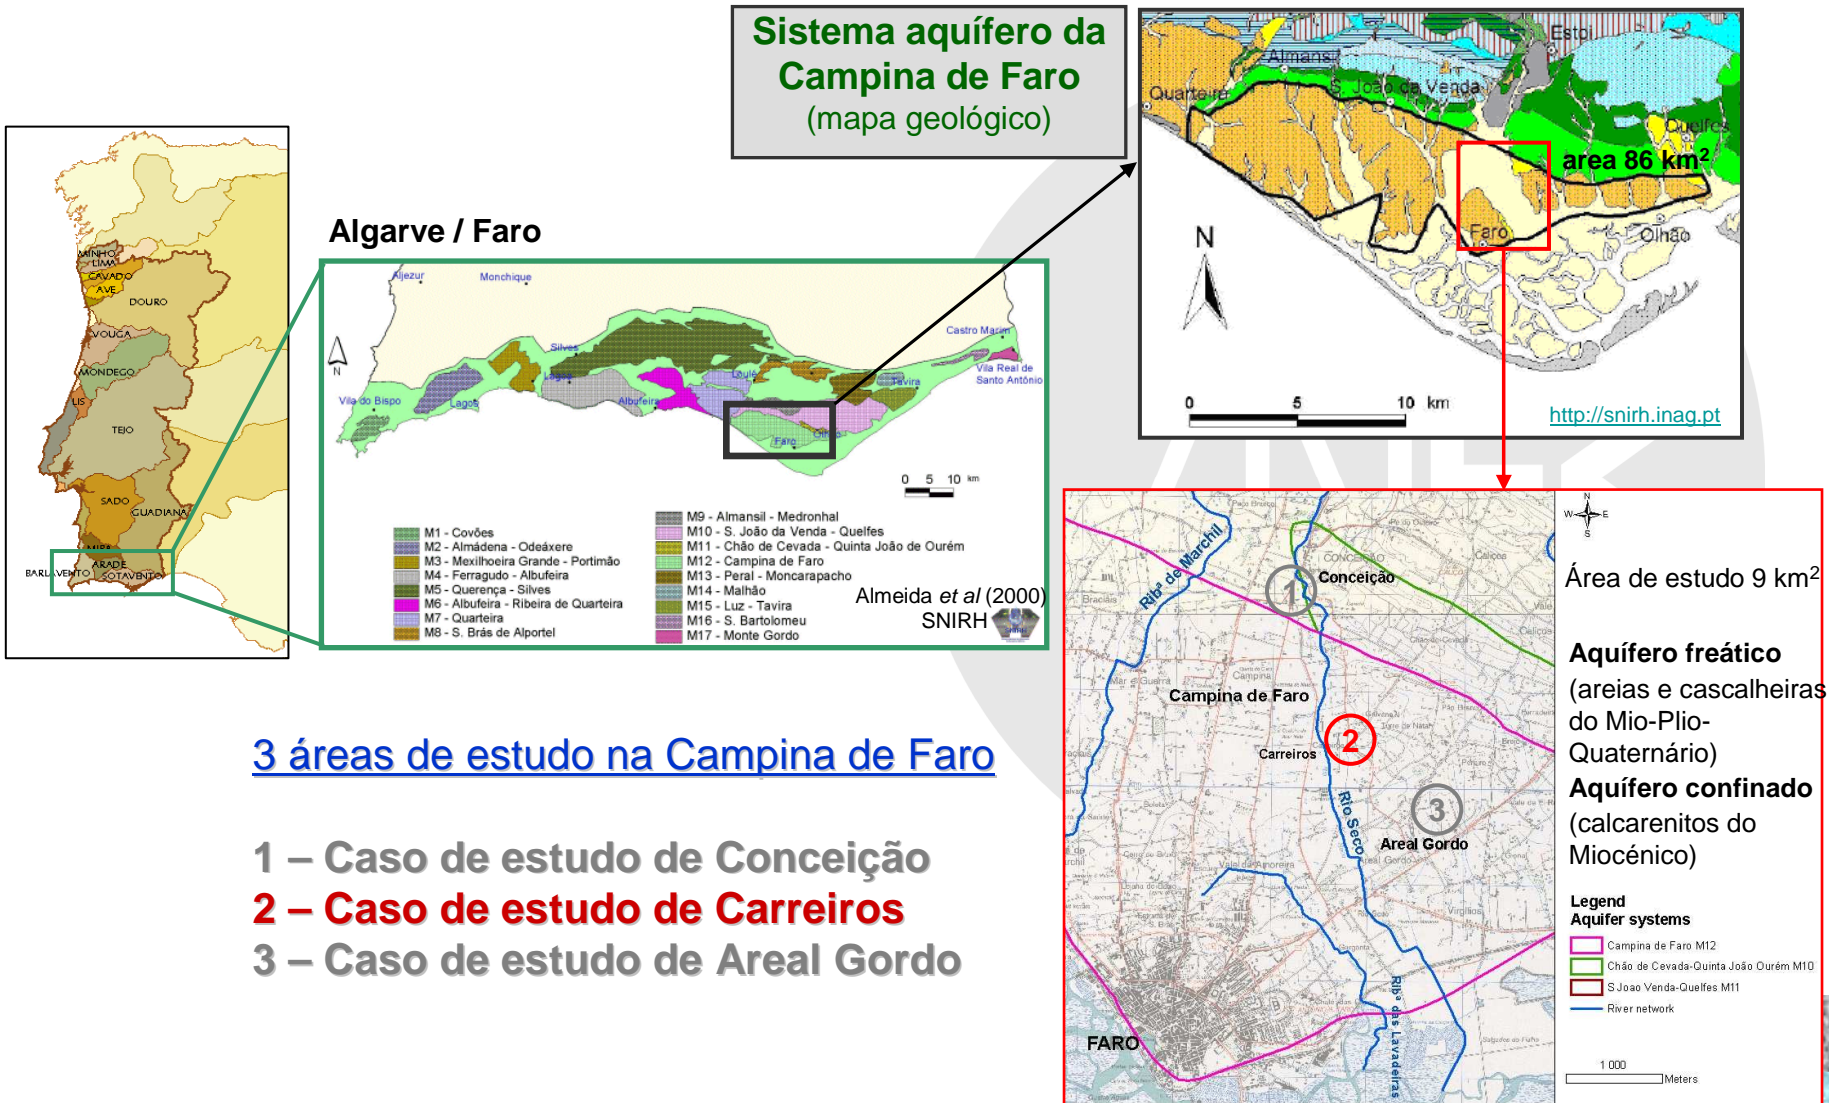 Sistema aquífero da
Campina de Faro
(mapa geológico)
Estoi
Almansil
Quarteira
S. João da Venda
Quelfes
area 86 km²
Faro
Olhão
N
0 5 10 km
http://snirh.inag.pt
MINHO
LIMA
CAVADO
AVE
DOURO
VOUGA
MONDEGO
LIS
TEJO
SADO
GUADIANA
MIRA
ARADE
BARLAVENTO
SOTAVENTO
Algarve / Faro
Aljezur
Monchique
Castro Marim
Silves
N
Vila Real de
Santo António
Lagoa
Loulé
Tavira
Vila do Bispo
Lagos
Albufeira
Faro
Olhão
0 5 10 km
M1 - Covões
M2 - Almádena - Odeáxere
M3 - Mexilhoeira Grande - Portimão
M4 - Ferragudo - Albufeira
M5 - Querença - Silves
M6 - Albufeira - Ribeira de Quarteira
M7 - Quarteira
M8 - S. Brás de Alportel
M9 - Almansil - Medronhal
M10 - S. João da Venda - Quelfes
M11 - Chão de Cevada - Quinta João de Ourém
M12 - Campina de Faro
M13 - Peral - Moncarapacho
M14 - Malhão
M15 - Luz - Tavira
M16 - S. Bartolomeu
M17 - Monte Gordo
Almeida et al (2000)
SNIRH
3 áreas de estudo na Campina de Faro
1 – Caso de estudo de Conceição
2 – Caso de estudo de Carreiros
3 – Caso de estudo de Areal Gordo
Ribª de Marchil
CONCEIÇÃO
Conceição
1
Campina de Faro
2
Carreiros
Rio Seco
3
Areal Gordo
Ribª das Lavadeiras
FARO
N
W E
S
Área de estudo 9 km²
Aquífero freático
(areias e cascalheiras
do Mio-Plio-
Quaternário)
Aquífero confinado
(calcarenitos do
Miocénico)
Legend
Aquifer systems
Campina de Faro M12
Chão de Cevada-Quinta João Ourém M10
S.Joao Venda-Quelfes M11
River network
1 000
Meters